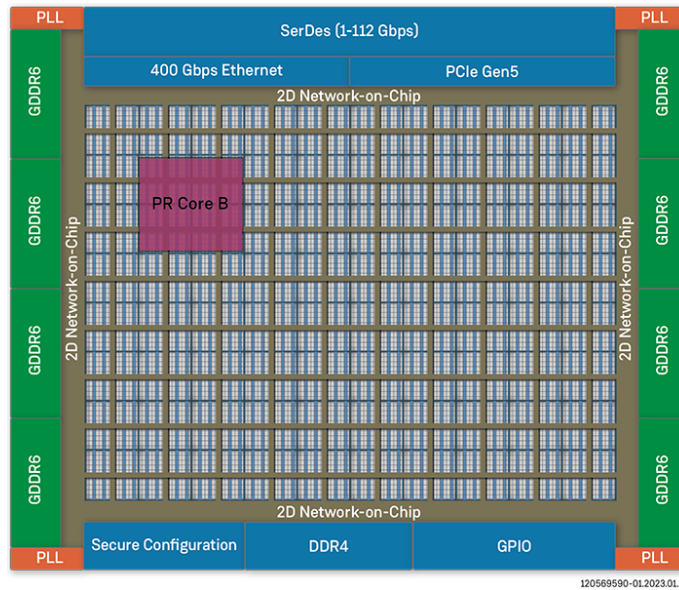 PLL
SerDes (1-112 Gbps)
PLL
400 Gbps Ethernet
PCIe Gen5
2D Network-on-Chip
GDDR6
GDDR6
GDDR6
GDDR6
2D Network-on-Chip
PR Core B
2D Network-on-Chip
GDDR6
GDDR6
GDDR6
GDDR6
2D Network-on-Chip
Secure Configuration
DDR4
GPIO
PLL
PLL
120569590-01.2023.01.